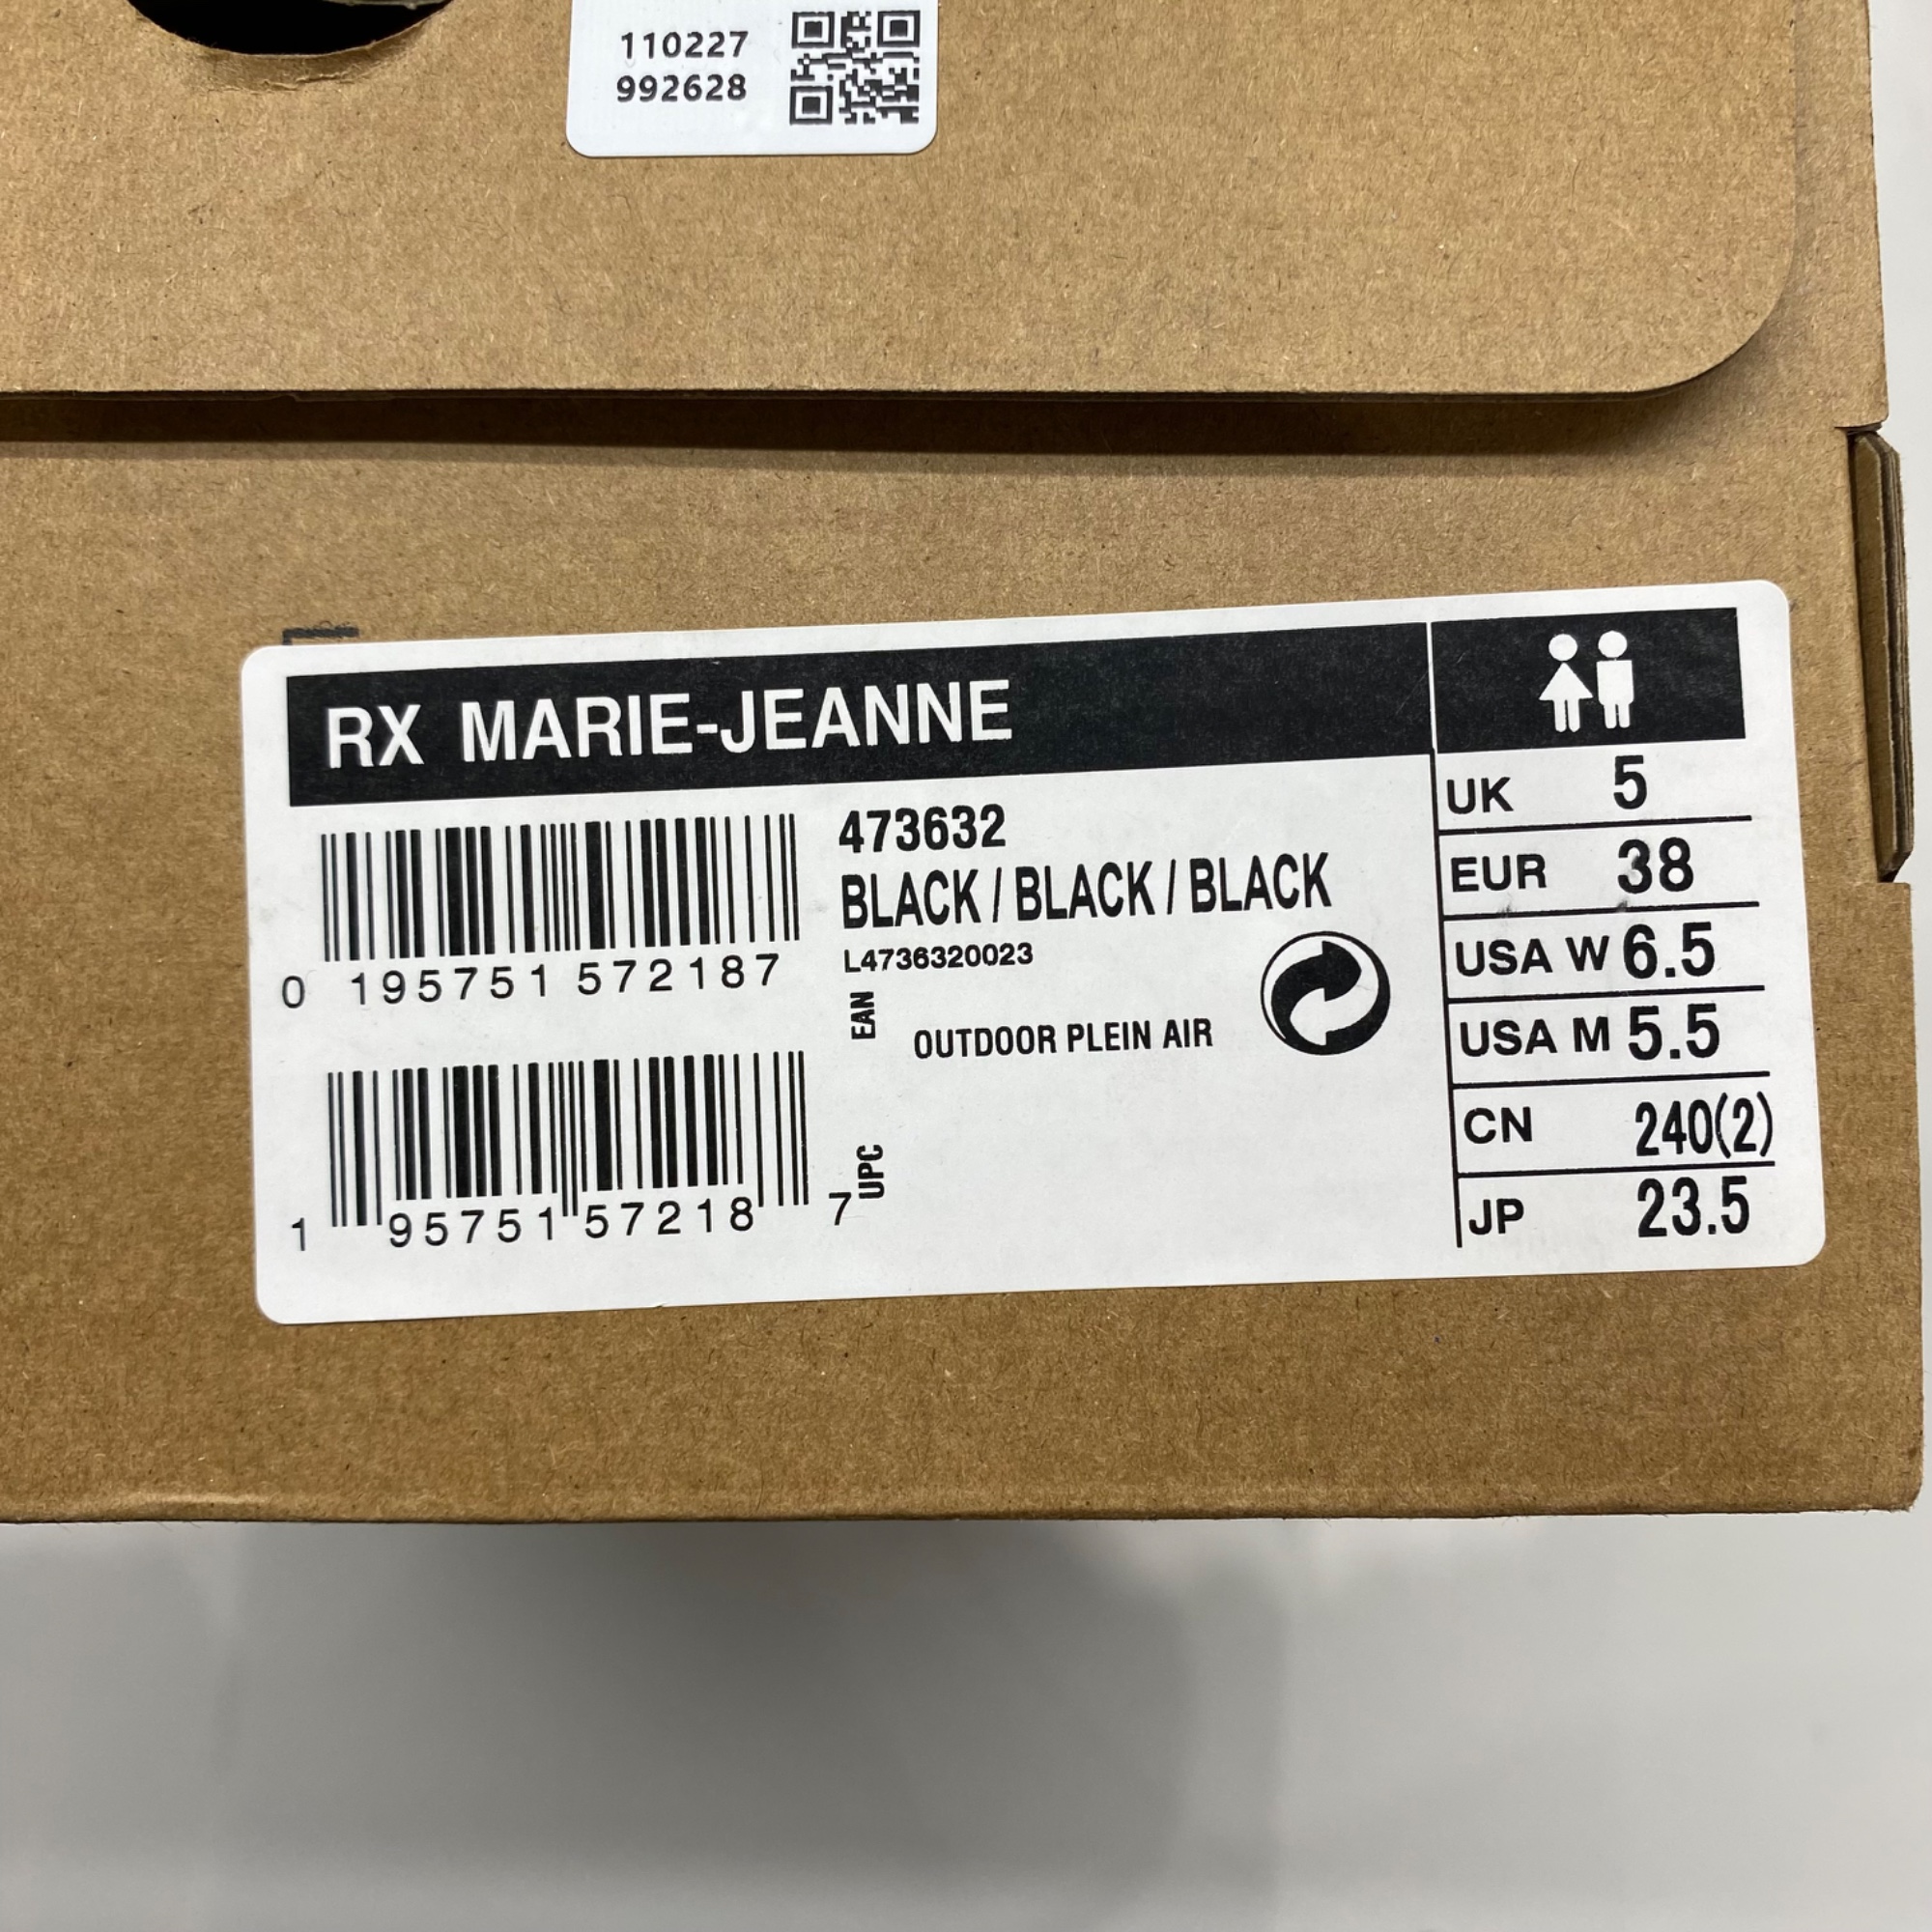 110227
992628
RX MARIE-JEANNE
0 195751 572187
473632
BLACK / BLACK / BLACK
L4736320023
EAN
OUTDOOR PLEIN AIR
1 95751 57218 7
UPC
UK 5
EUR 38
USA W 6.5
USA M 5.5
CN 240(2)
JP 23.5